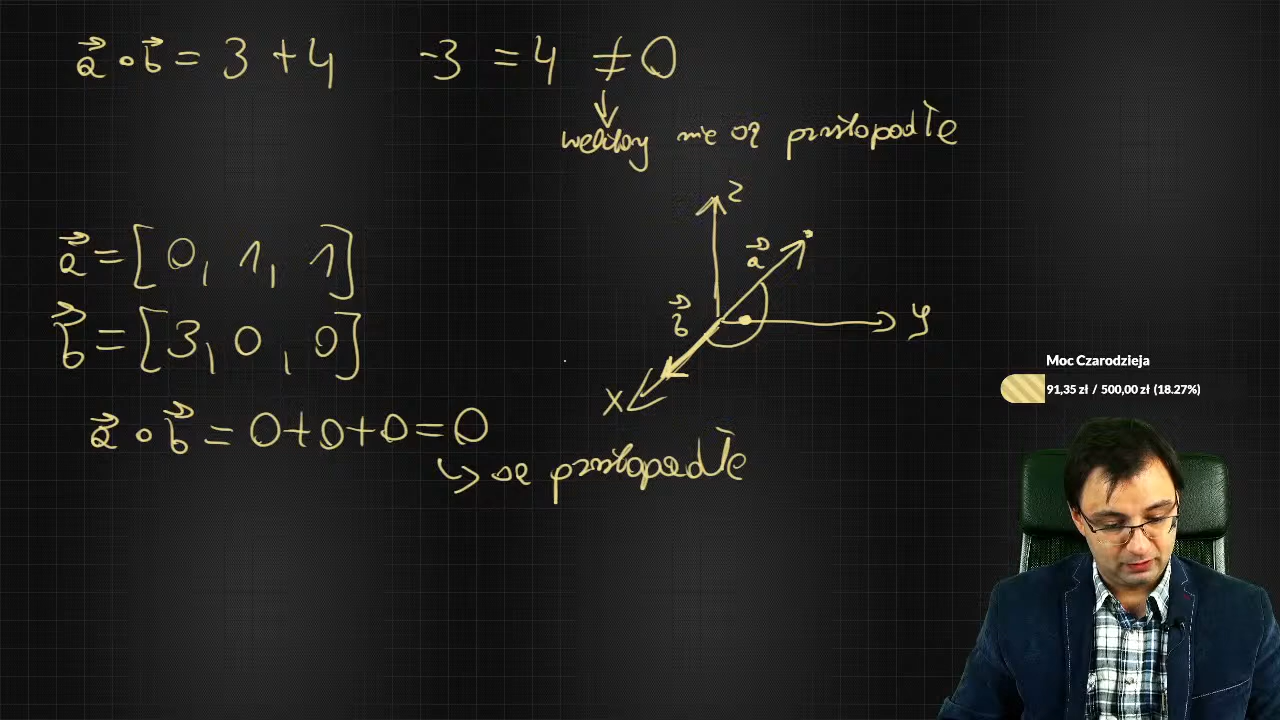 a⃗ ∘ b⃗ = 3 + 4 -3 = 4 ≠ 0
↓
wektory nie są prostopadłe
z
a⃗ = [0, 1, 1]
a⃗
b⃗ = [3, 0, 0]
b⃗
y
x
Moc Czarodzieja
91,35 zł / 500,00 zł (18.27%)
a⃗ ∘ b⃗ = 0+0+0=0
↳ są prostopadłe